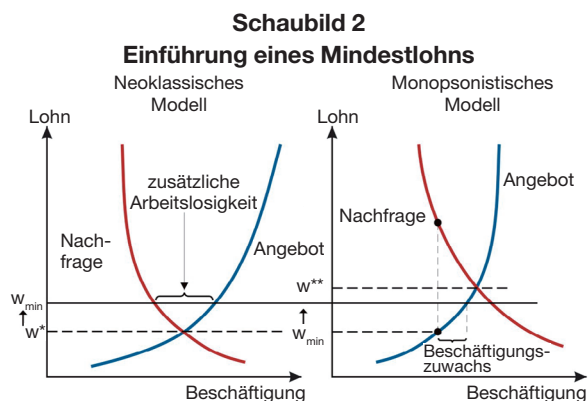 Schaubild 2
Einführung eines Mindestlohns
Neoklassisches
Modell
Lohn
zusätzliche
Arbeitslosigkeit
Nach-
frage
Angebot
w min
w*
Beschäftigung
Monopsonistisches
Modell
Lohn
Angebot
Nachfrage
w**
w min
Beschäftigungs-
zuwachs
Beschäftigung